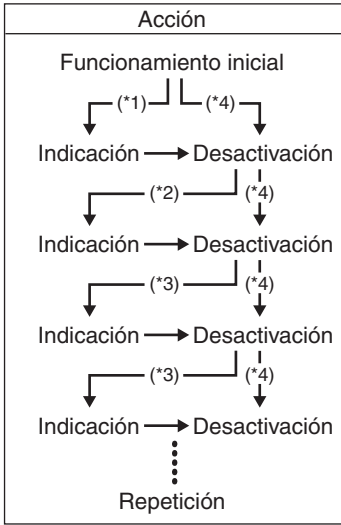 Acción
Funcionamiento inicial
(*1) (*4)
Indicación Desactivación
(*2) (*4)
Indicación Desactivación
(*3) (*4)
Indicación Desactivación
(*3) (*4)
Indicación Desactivación
Repetición